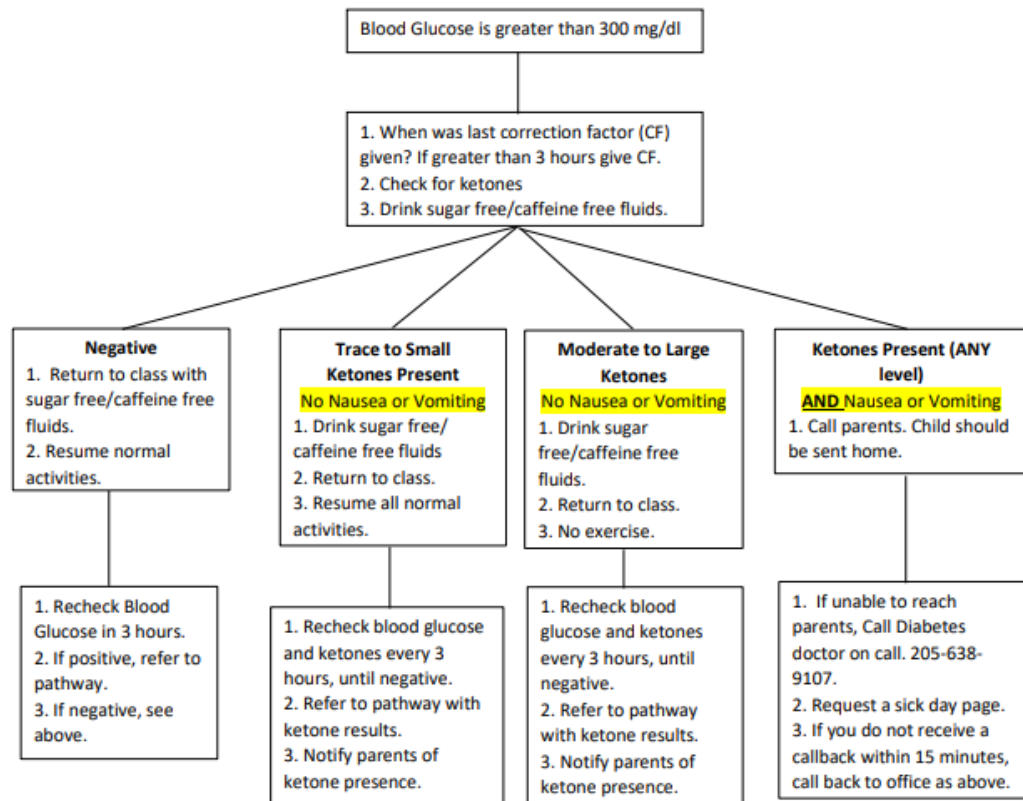 Blood Glucose is greater than 300 mg/dl
1. When was last correction factor (CF)
given? If greater than 3 hours give CF.
2. Check for ketones
3. Drink sugar free/caffeine free fluids.
Negative
1. Return to class with
sugar free/caffeine free
fluids.
2. Resume normal
activities.
Trace to Small
Ketones Present
No Nausea or Vomiting
1. Drink sugar free/
caffeine free fluids
2. Return to class.
3. Resume all normal
activities.
Moderate to Large
Ketones
No Nausea or Vomiting
1. Drink sugar
free/caffeine free
fluids.
2. Return to class.
3. No exercise.
Ketones Present (ANY
level)
AND Nausea or Vomiting
1. Call parents. Child should
be sent home.
1. Recheck Blood
Glucose in 3 hours.
2. If positive, refer to
pathway.
3. If negative, see
above.
1. Recheck blood glucose
and ketones every 3
hours, until negative.
2. Refer to pathway with
ketone results.
3. Notify parents of
ketone presence.
1. Recheck blood
glucose and ketones
every 3 hours, until
negative.
2. Refer to pathway
with ketone results.
3. Notify parents of
ketone presence.
1. If unable to reach
parents, Call Diabetes
doctor on call. 205-638-
9107.
2. Request a sick day page.
3. If you do not receive a
callback within 15 minutes,
call back to office as above.